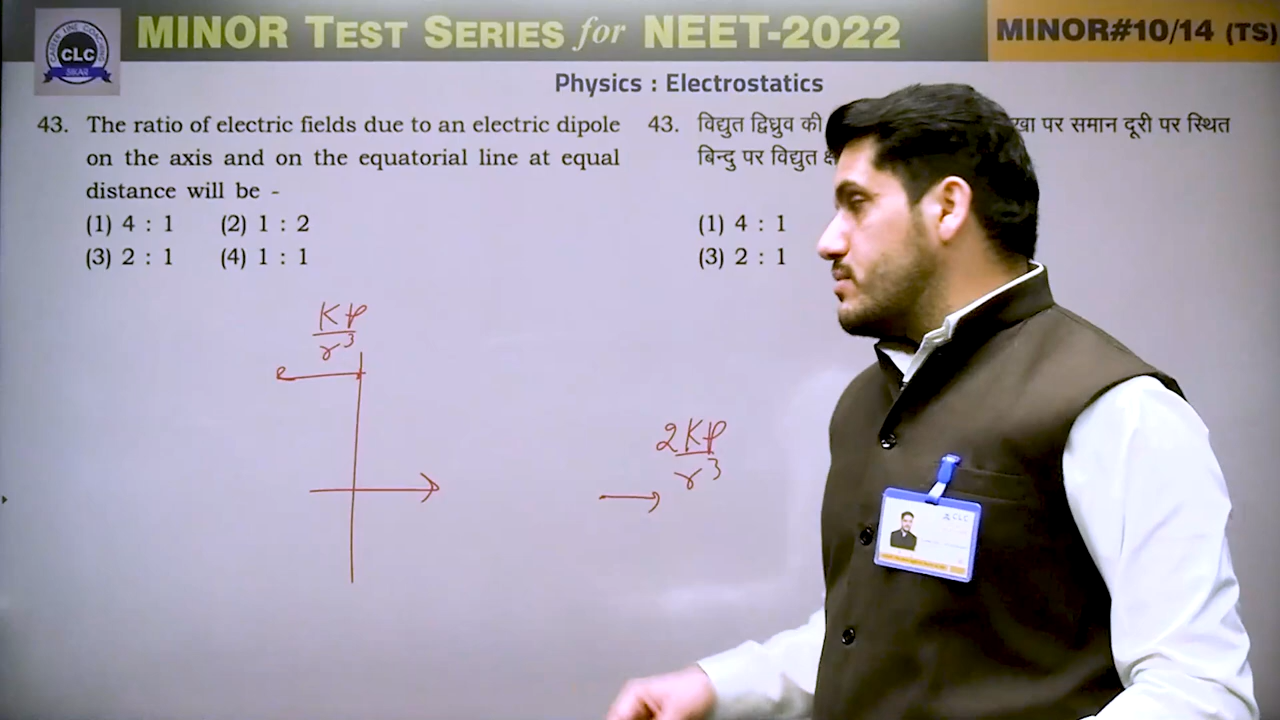 MINOR TEST SERIES for NEET-2022
MINOR#10/14 (TS)
CLC
SIKAR
Physics : Electrostatics
43. The ratio of electric fields due to an electric dipole
on the axis and on the equatorial line at equal
distance will be -
(1) 4 : 1 (2) 1 : 2
(3) 2 : 1 (4) 1 : 1
43. विद्युत द्विध्रुव की पर समान दूरी पर स्थित
बिन्दु पर विद्युत
(1) 4 : 1
(3) 2 : 1
KP
r³
2KP
r³
CLC